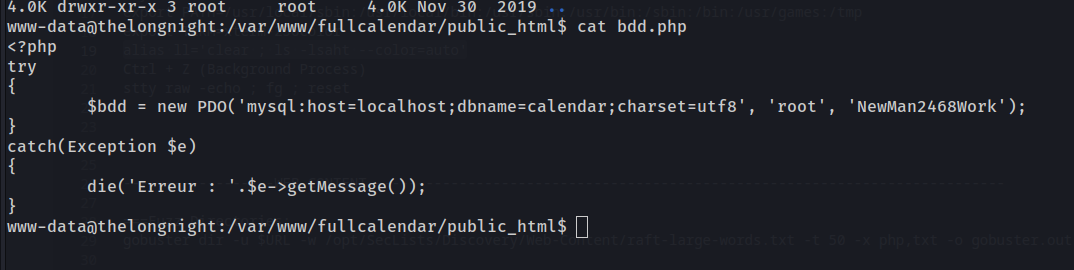 4.0K drwxr-xr-x 3 root     root     4.0K Nov 30  2019 ..
www-data@thelongnight:/var/www/fullcalendar/public_html$ cat bdd.php
<?php
try
{
        $bdd = new PDO('mysql:host=localhost;dbname=calendar;charset=utf8', 'root', 'NewMan2468Work');
}
catch(Exception $e)
{
        die('Erreur : '.$e->getMessage());
}
www-data@thelongnight:/var/www/fullcalendar/public_html$